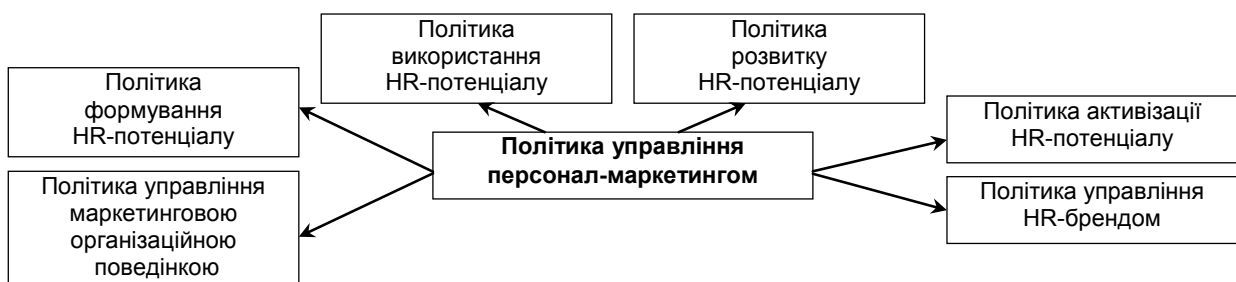 Політика
використання
HR-потенціалу
Політика
розвитку
HR-потенціалу
Політика
формування
HR-потенціалу
Політика активізації
HR-потенціалу
Політика управління
персонал-маркетингом
Політика управління
маркетинговою
організаційною
поведінкою
Політика управління
HR-брендом